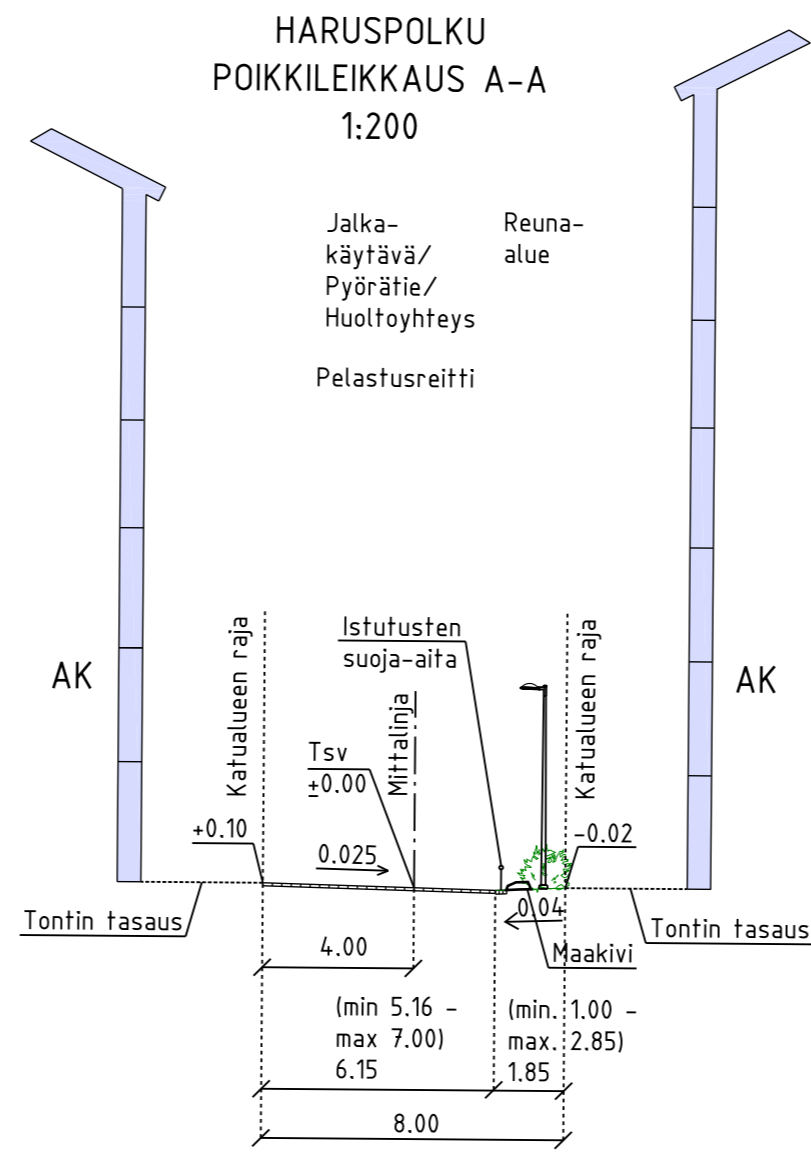 HARUSPOLKU
POIKKILEIKKAUS A-A
1:200
Jalka-
käytävä/
Pyörätie/
Huoltoyhteys
Reuna-
alue
Pelastusreitti
Katualueen raja
Istutusten
suoja-aita
Katualueen raja
AK
AK
Mittalinja
Tsv
±0.00
+0.10
0.025
-0.02
0.04
Tontin tasaus
Tontin tasaus
Maakivi
4.00
(min 5.16 -
max 7.00)
6.15
(min. 1.00 -
max. 2.85)
1.85
8.00